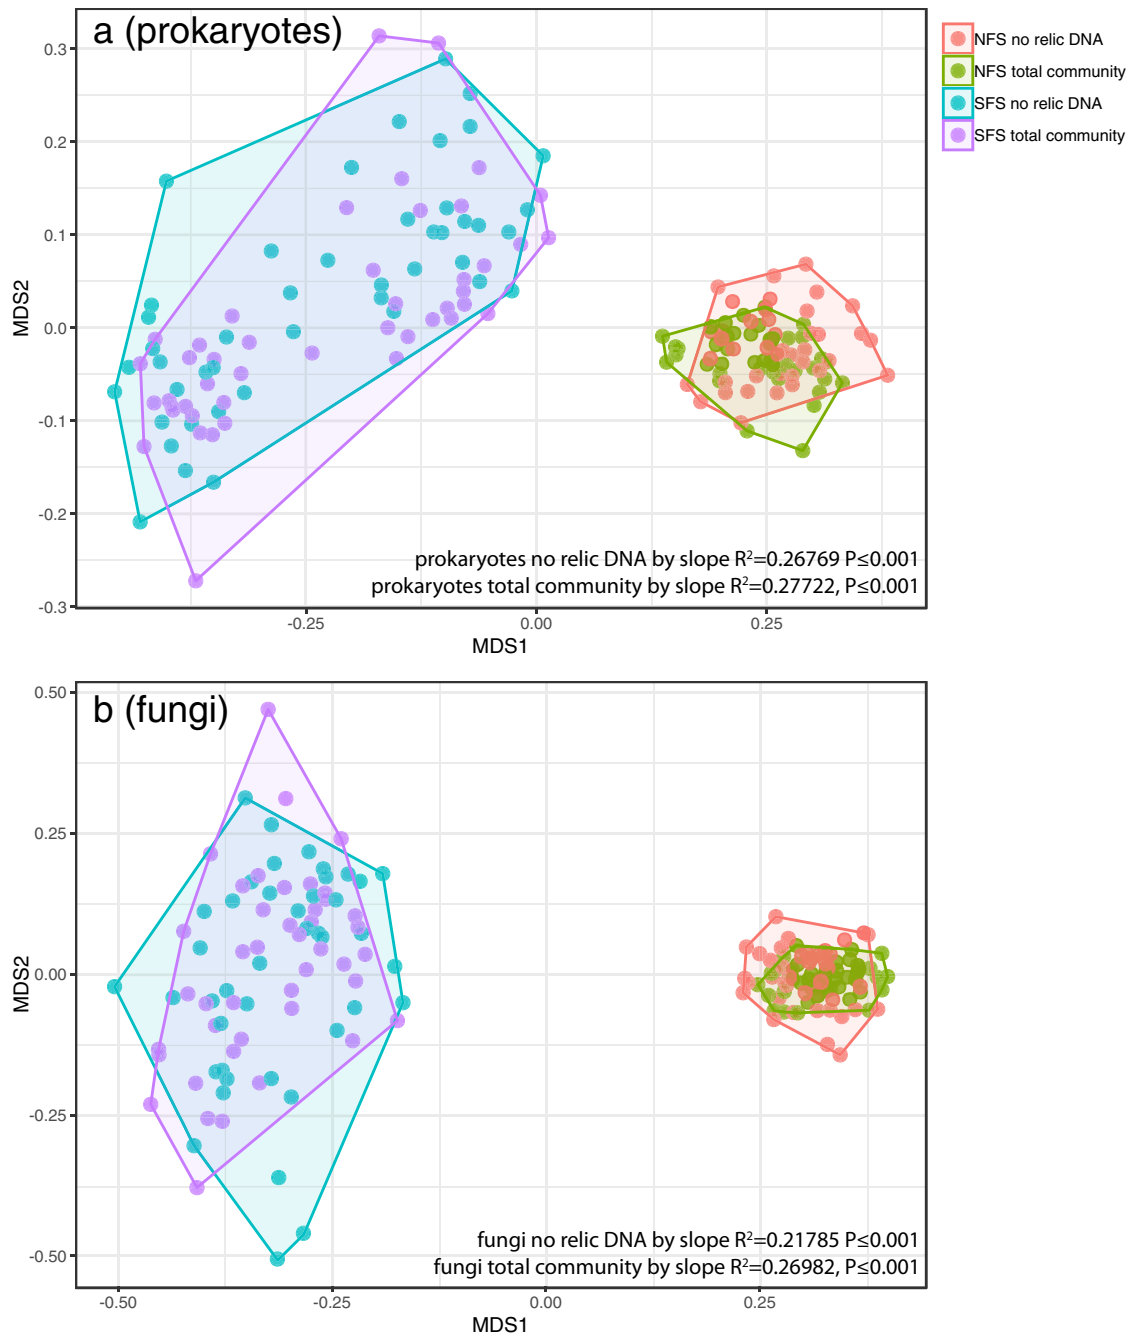 a (prokaryotes)
NFS no relic DNA
NFS total community
SFS no relic DNA
SFS total community
0.3
0.2
0.1
0.0
-0.1
-0.2
-0.3
MDS2
prokaryotes no relic DNA by slope R²=0.26769 P≤0.001
prokaryotes total community by slope R²=0.27722, P≤0.001
-0.25 0.00 0.25
MDS1
b (fungi)
0.50
0.25
0.00
-0.25
-0.50
MDS2
fungi no relic DNA by slope R²=0.21785 P≤0.001
fungi total community by slope R²=0.26982, P≤0.001
-0.50 -0.25 0.00 0.25
MDS1